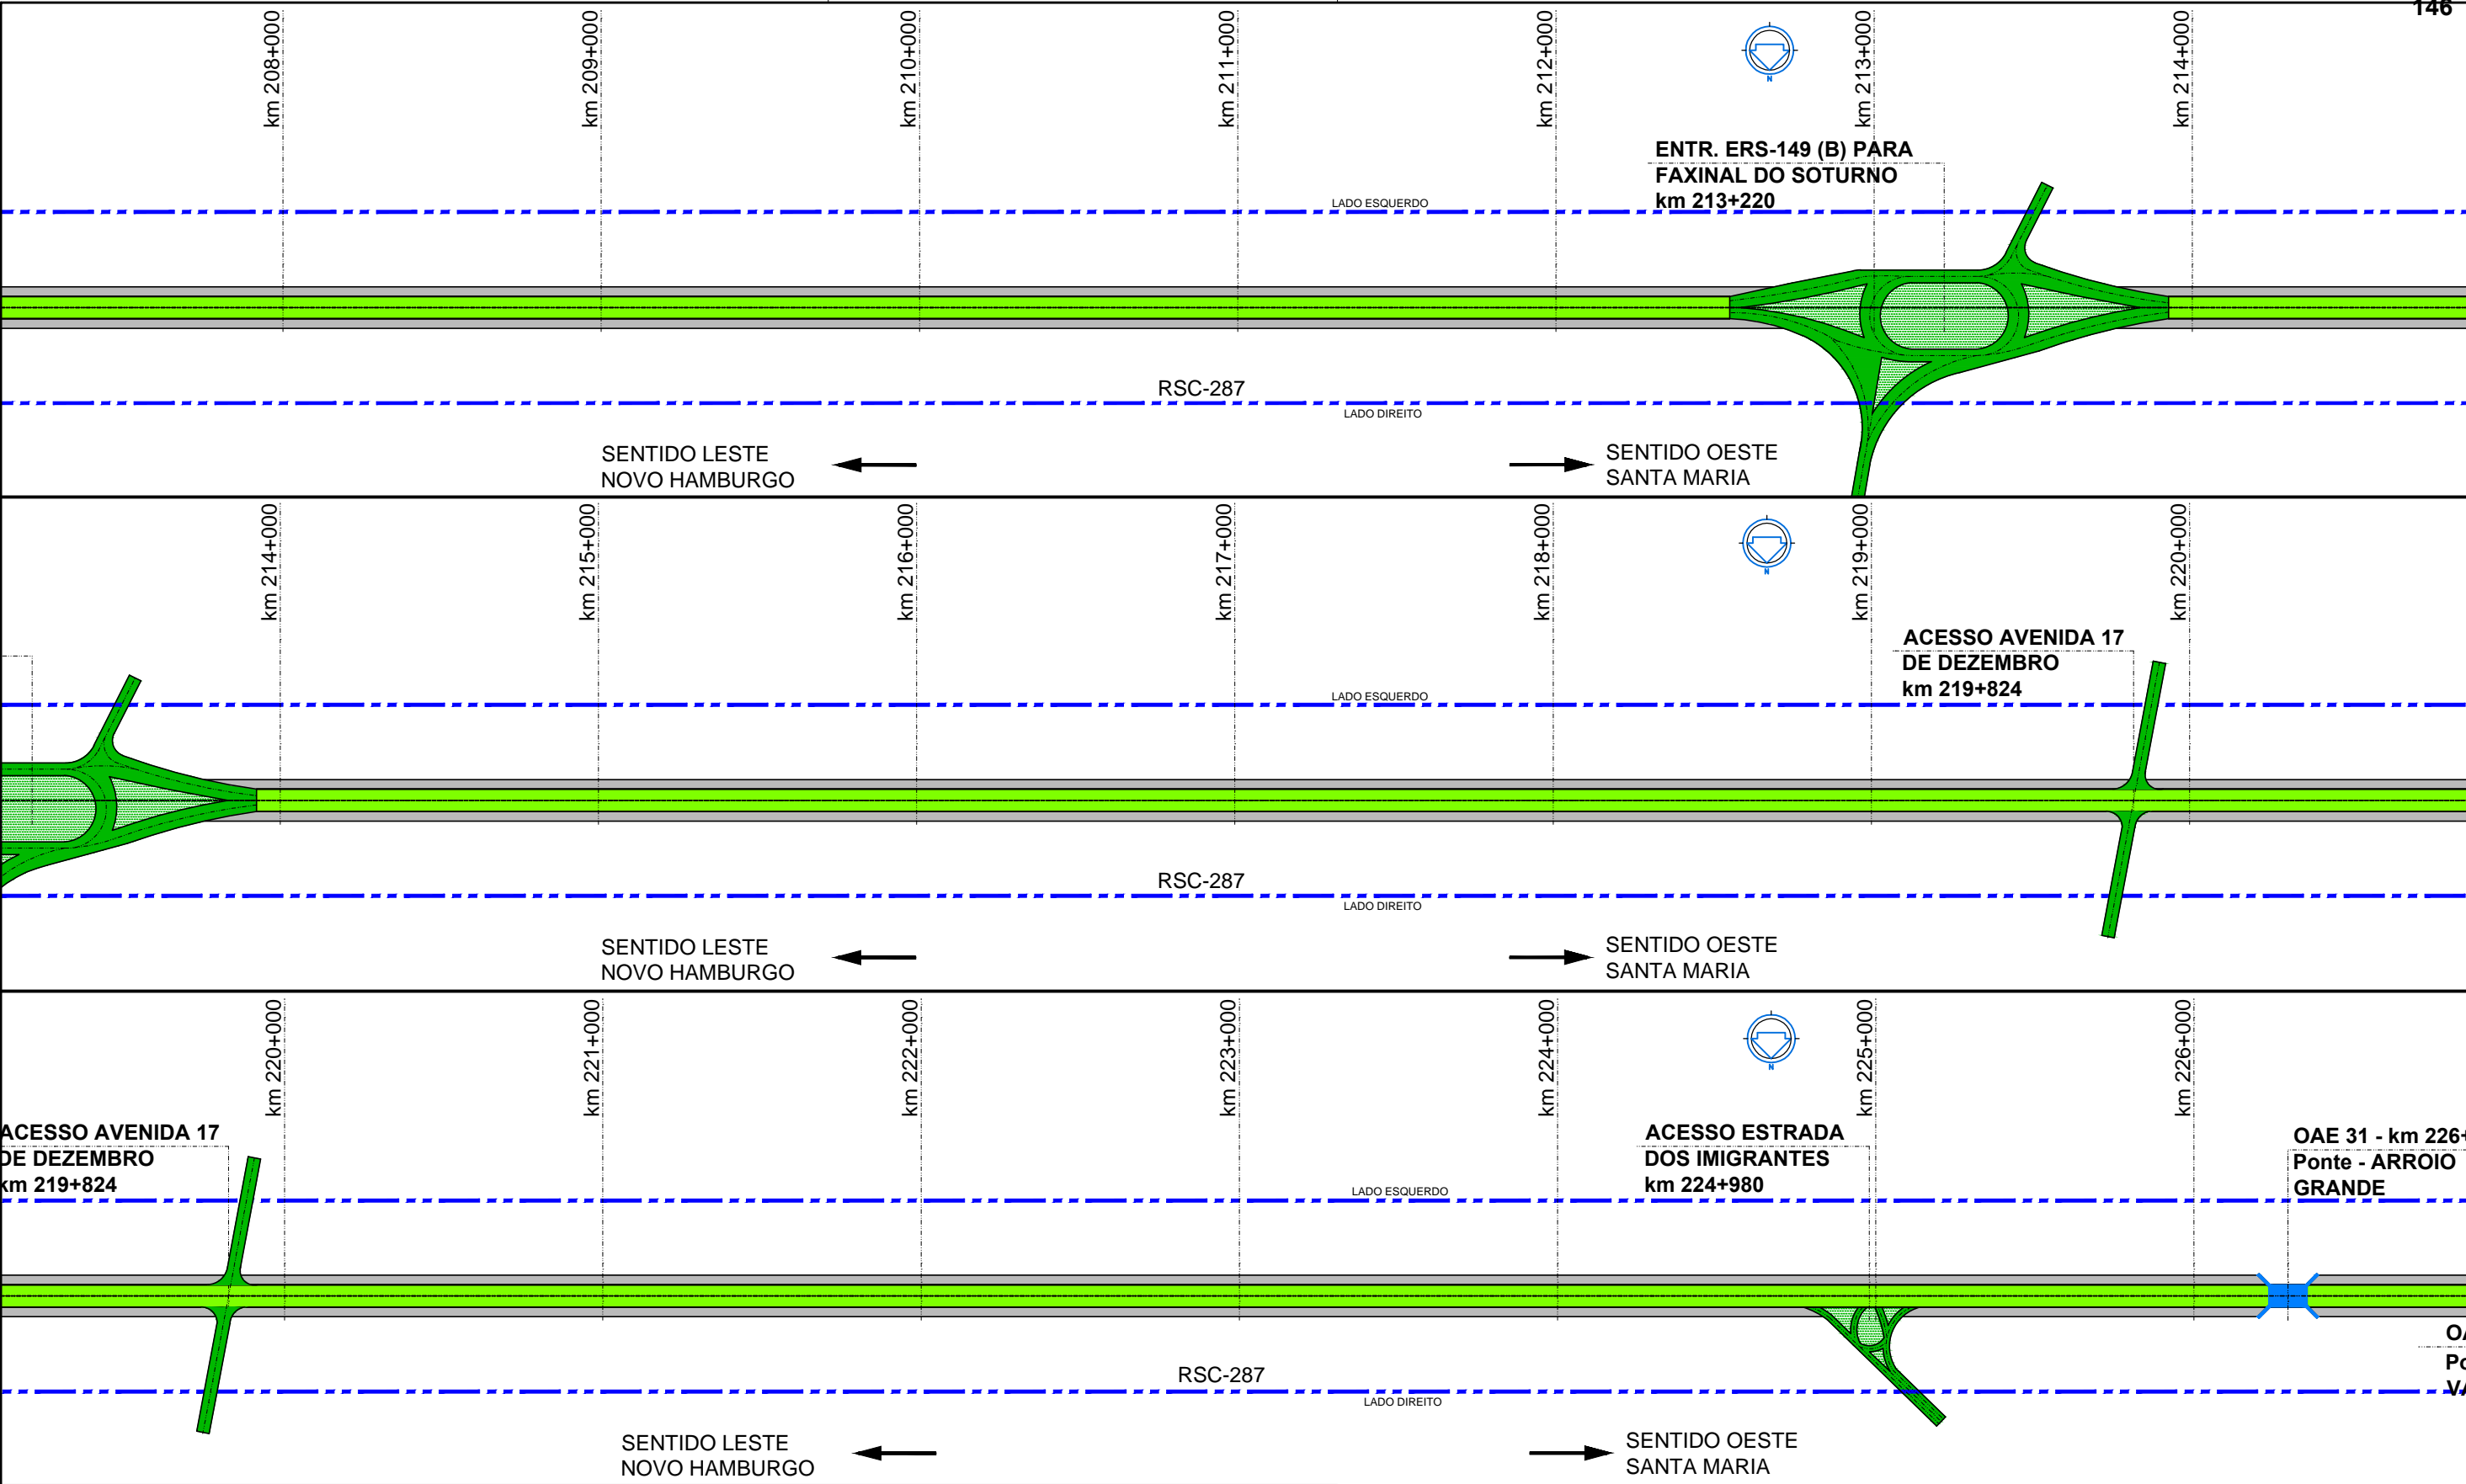 146
km 208+000
km 209+000
km 210+000
km 211+000
km 212+000
N
km 213+000
km 214+000
ENTR. ERS-149 (B) PARA
FAXINAL DO SOTURNO
km 213+220
LADO ESQUERDO
RSC-287
LADO DIREITO
SENTIDO LESTE
NOVO HAMBURGO
SENTIDO OESTE
SANTA MARIA
km 214+000
km 215+000
km 216+000
km 217+000
km 218+000
N
km 219+000
km 220+000
ACESSO AVENIDA 17
DE DEZEMBRO
km 219+824
LADO ESQUERDO
RSC-287
LADO DIREITO
SENTIDO LESTE
NOVO HAMBURGO
SENTIDO OESTE
SANTA MARIA
km 220+000
km 221+000
km 222+000
km 223+000
km 224+000
N
km 225+000
km 226+000
ACESSO AVENIDA 17
DE DEZEMBRO
km 219+824
ACESSO ESTRADA
DOS IMIGRANTES
km 224+980
OAE 31 - km 226+
Ponte - ARROIO
GRANDE
LADO ESQUERDO
RSC-287
LADO DIREITO
SENTIDO LESTE
NOVO HAMBURGO
SENTIDO OESTE
SANTA MARIA